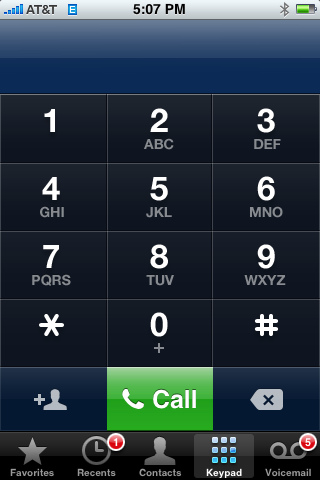 AT&T E 5:07 PM
1 2 3
ABC DEF
4 5 6
GHI JKL MNO
7 8 9
PQRS TUV WXYZ
* 0 #
+
+ Call
1 5
Favorites Recents Contacts Keypad Voicemail